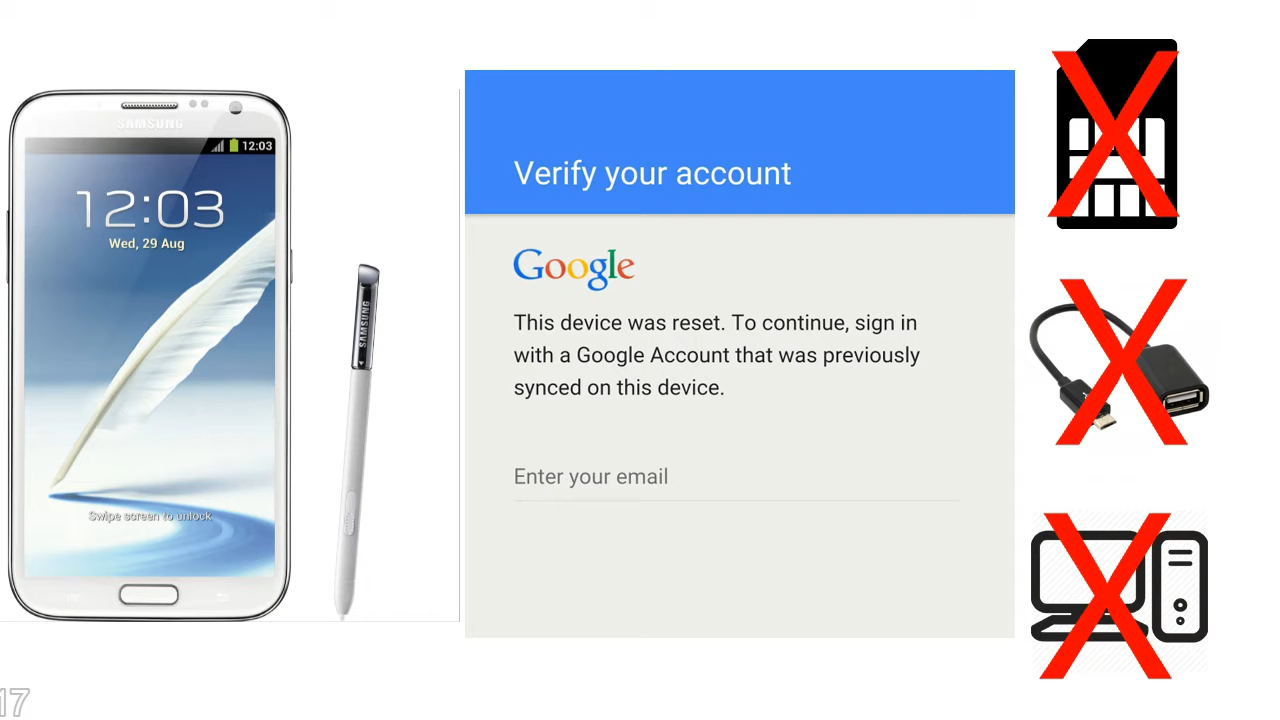 SAMSUNG
12:03
12:03
Wed, 29 Aug
Swipe screen to unlock
SAMSUNG
Verify your account
Google
This device was reset. To continue, sign in
with a Google Account that was previously
synced on this device.
Enter your email
X
X
X
17